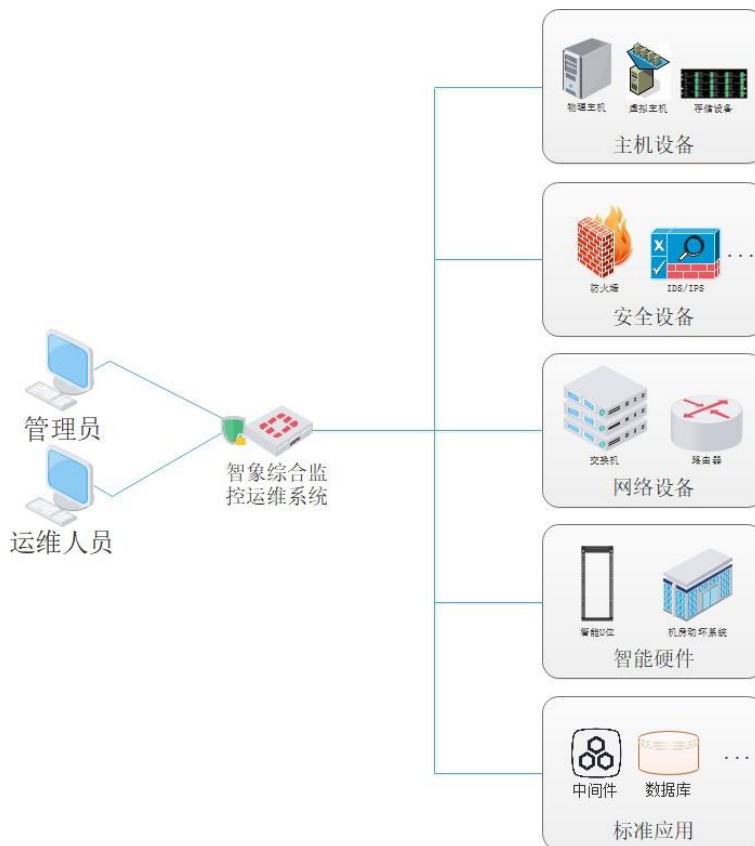 物理主机
虚拟主机
存储设备
主机设备
防火墙
IDS/IPS
...
安全设备
管理员
运维人员
智象综合监
控运维系统
交换机
路由器
网络设备
智能U位
机房动环系统
智能硬件
中间件
数据库
...
标准应用